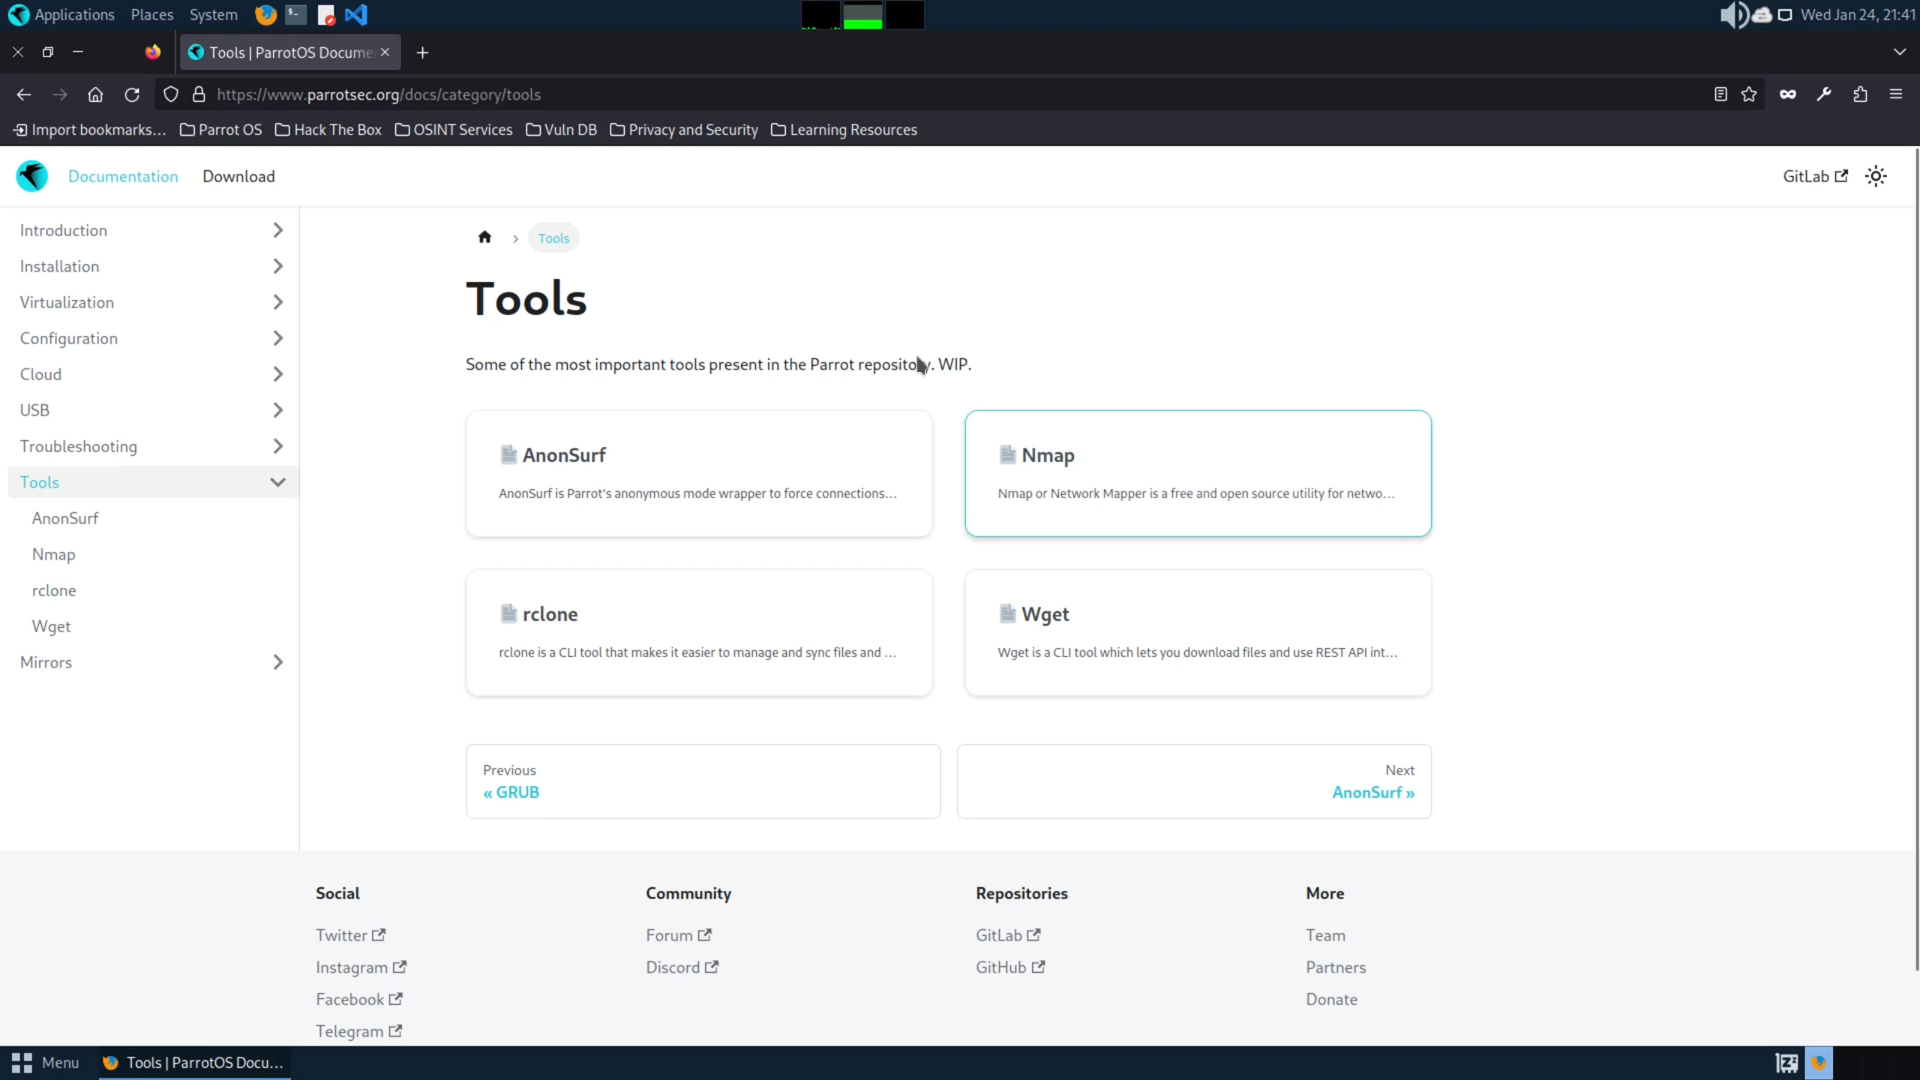 Applications Places System Wed Jan 24, 21:41
Tools | ParrotOS Docume
https://www.parrotsec.org/docs/category/tools
Import bookmarks... Parrot OS Hack The Box OSINT Services Vuln DB Privacy and Security Learning Resources
Documentation Download GitLab
Introduction
Installation
Virtualization
Configuration
Cloud
USB
Troubleshooting
Tools
AnonSurf
Nmap
rclone
Wget
Mirrors
Tools
Tools
Some of the most important tools present in the Parrot repository. WIP.
AnonSurf
AnonSurf is Parrot's anonymous mode wrapper to force connections...
Nmap
Nmap or Network Mapper is a free and open source utility for netwo...
rclone
rclone is a CLI tool that makes it easier to manage and sync files and ...
Wget
Wget is a CLI tool which lets you download files and use REST API int...
Previous
« GRUB
Next
AnonSurf »
Social
Twitter
Instagram
Facebook
Telegram
Community
Forum
Discord
Repositories
GitLab
GitHub
More
Team
Partners
Donate
Menu Tools | ParrotOS Docu...